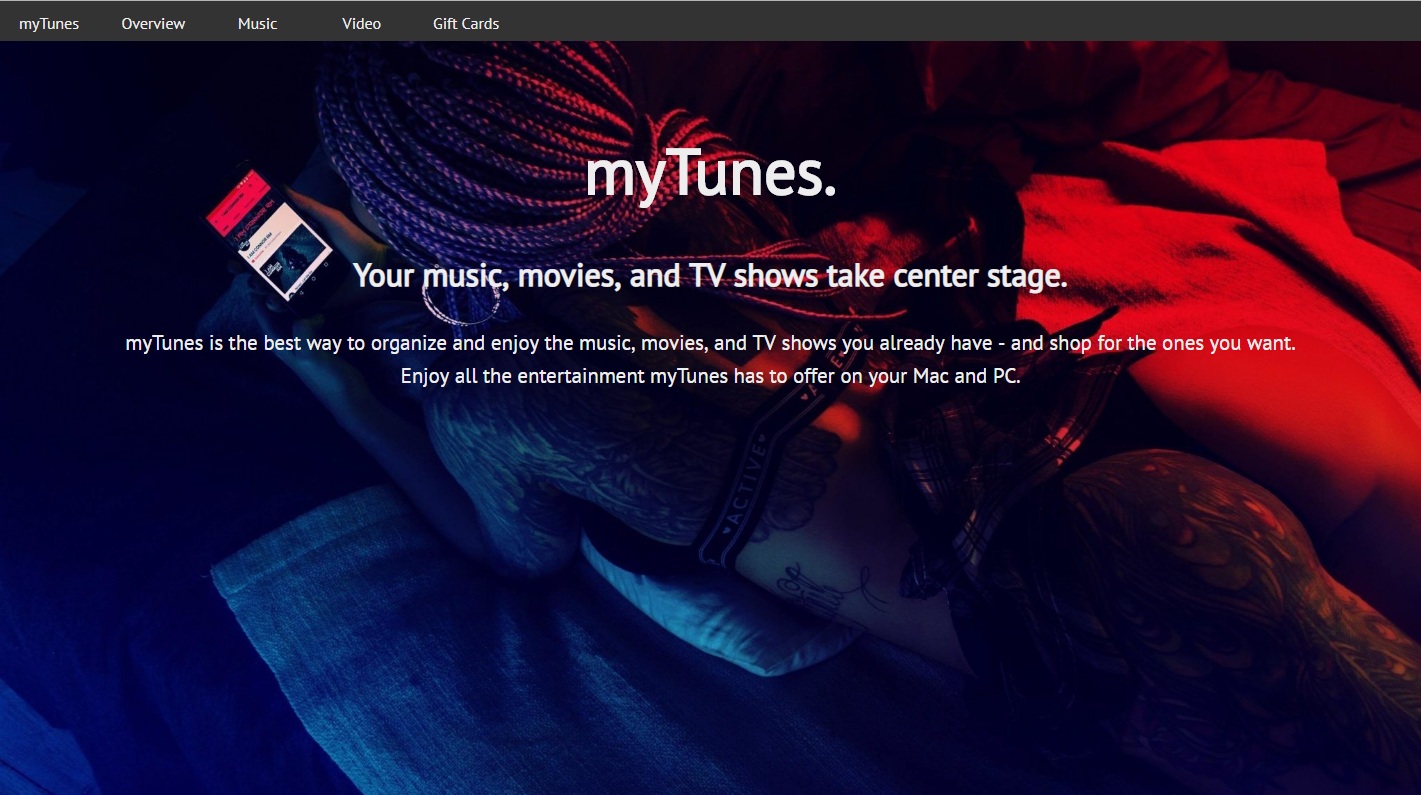 myTunes Overview Music Video Gift Cards
myTunes.
Your music, movies, and TV shows take center stage.
myTunes is the best way to organize and enjoy the music, movies, and TV shows you already have - and shop for the ones you want.
Enjoy all the entertainment myTunes has to offer on your Mac and PC.
♥ACTIVE♥